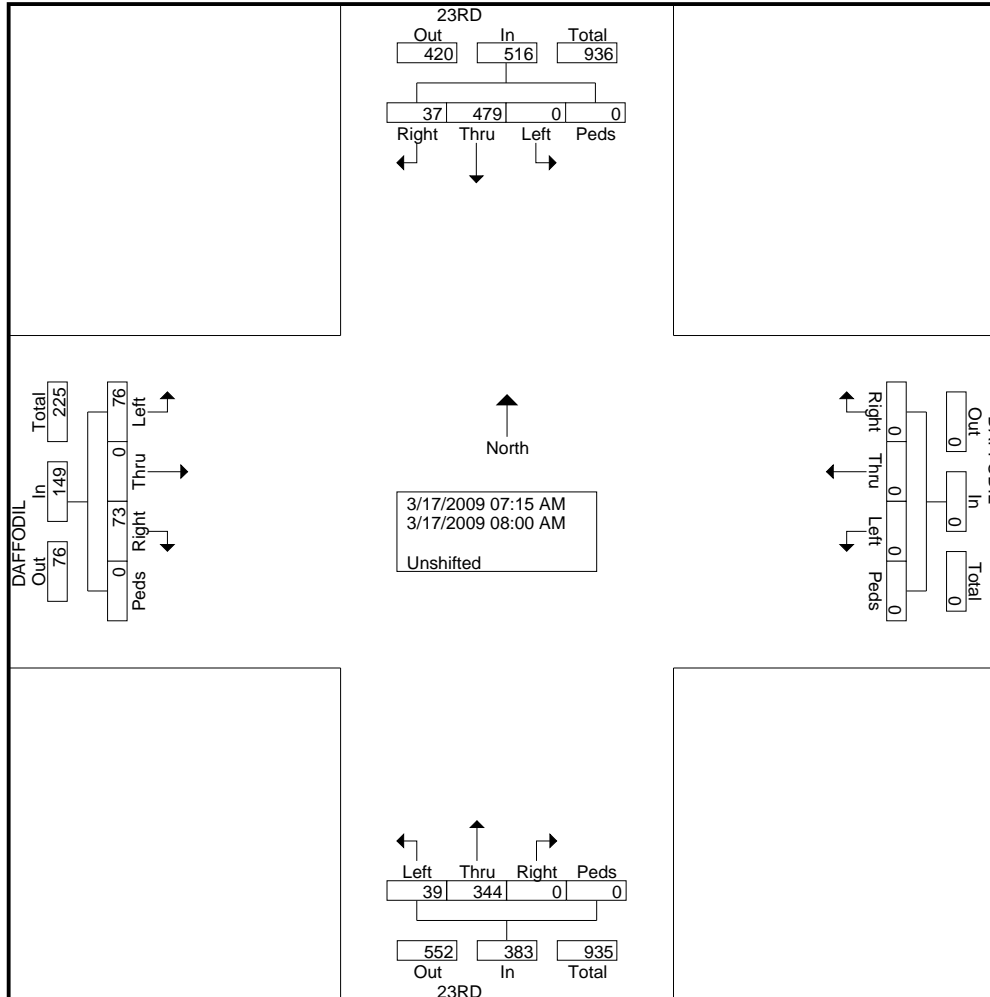 23RD
Out In Total
420 516 936
37 479 0 0
Right Thru Left Peds
DAFFODIL
Total In Out
225 149 76
76 0 73 0
Left Thru Right Peds
North
3/17/2009 07:15 AM
3/17/2009 08:00 AM
Unshifted
Right Thru Left Peds
0 0 0 0
Out In Total
0 0 0
Left Thru Right Peds
39 344 0 0
552 383 935
Out In Total
23RD